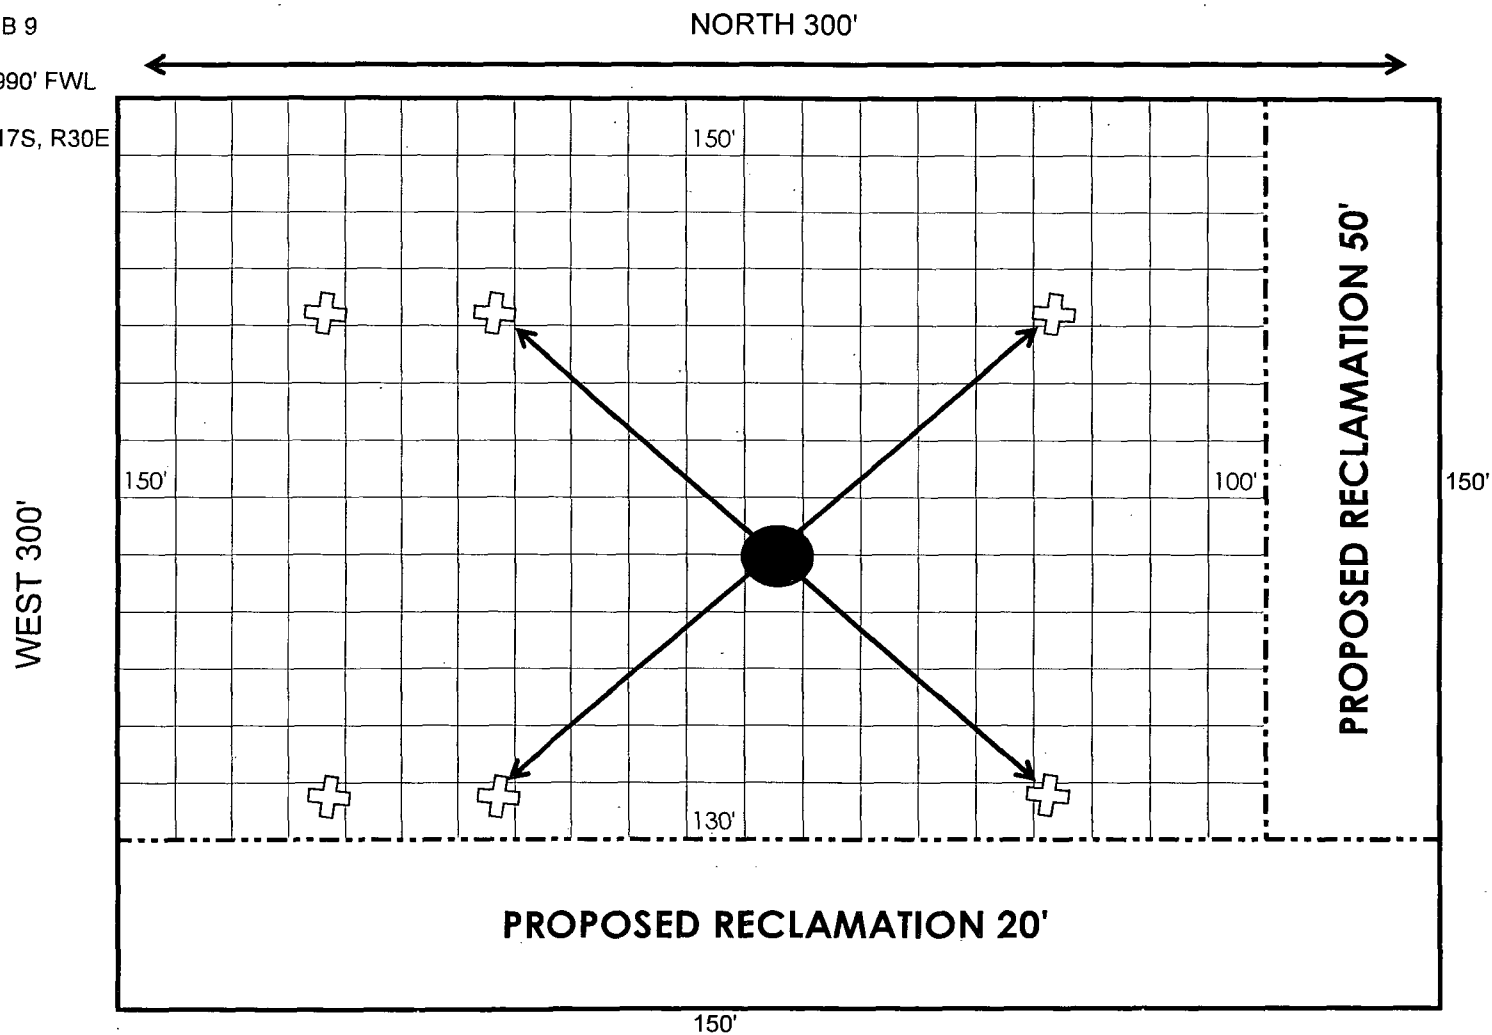 B 9
NORTH 300'
990' FWL
17S, R30E
150'
150'
100'
150'
WEST 300'
PROPOSED RECLAMATION 50'
130'
PROPOSED RECLAMATION 20'
150'